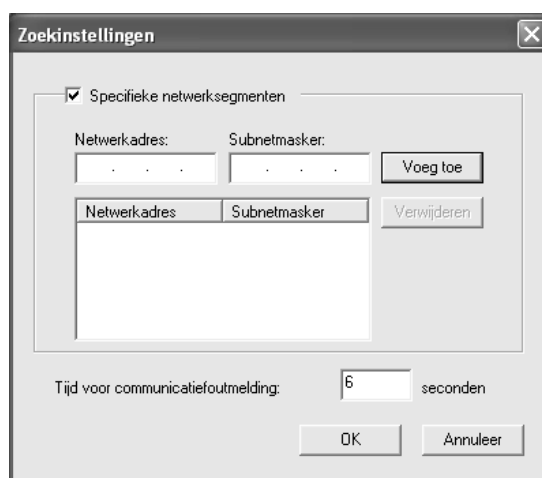 Zoekinstellingen
Specifieke netwerksegmenten
Netwerkadres: Subnetmasker:
. . . . . . Voeg toe
Netwerkadres Subnetmasker Verwijderen
Tijd voor communicatiefoutmelding: 6 seconden
OK Annuleer